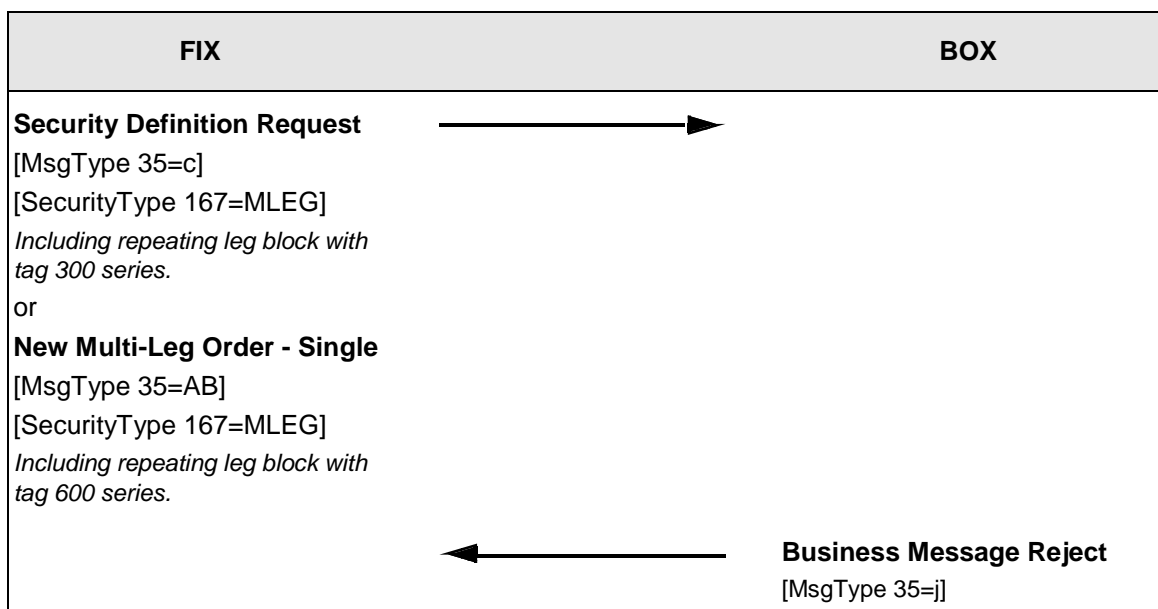 FIX
BOX
Security Definition Request
[MsgType 35=c]
[SecurityType 167=MLEG]
Including repeating leg block with
tag 300 series.
or
New Multi-Leg Order - Single
[MsgType 35=AB]
[SecurityType 167=MLEG]
Including repeating leg block with
tag 600 series.
Business Message Reject
[MsgType 35=j]